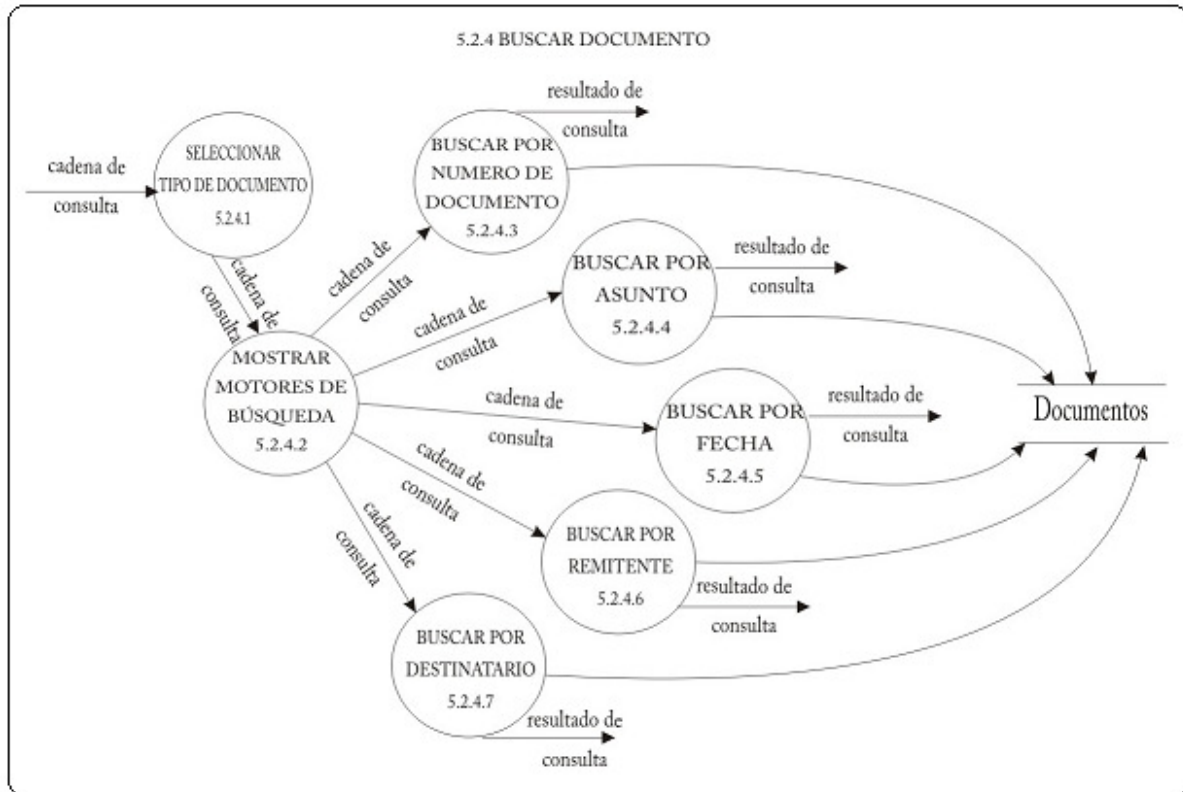 5.2.4 BUSCAR DOCUMENTO
cadena de
consulta
SELECCIONAR
TIPO DE DOCUMENTO
5.2.4.1
cadena de
consulta
MOSTRAR
MOTORES DE
BÚSQUEDA
5.2.4.2
cadena de
consulta
BUSCAR POR
NUMERO DE
DOCUMENTO
5.2.4.3
resultado de
consulta
cadena de
consulta
BUSCAR POR
ASUNTO
5.2.4.4
resultado de
consulta
cadena de
consulta
BUSCAR POR
FECHA
5.2.4.5
resultado de
consulta
cadena de
consulta
BUSCAR POR
REMITENTE
5.2.4.6
resultado de
consulta
cadena de
consulta
BUSCAR POR
DESTINATARIO
5.2.4.7
resultado de
consulta
Documentos